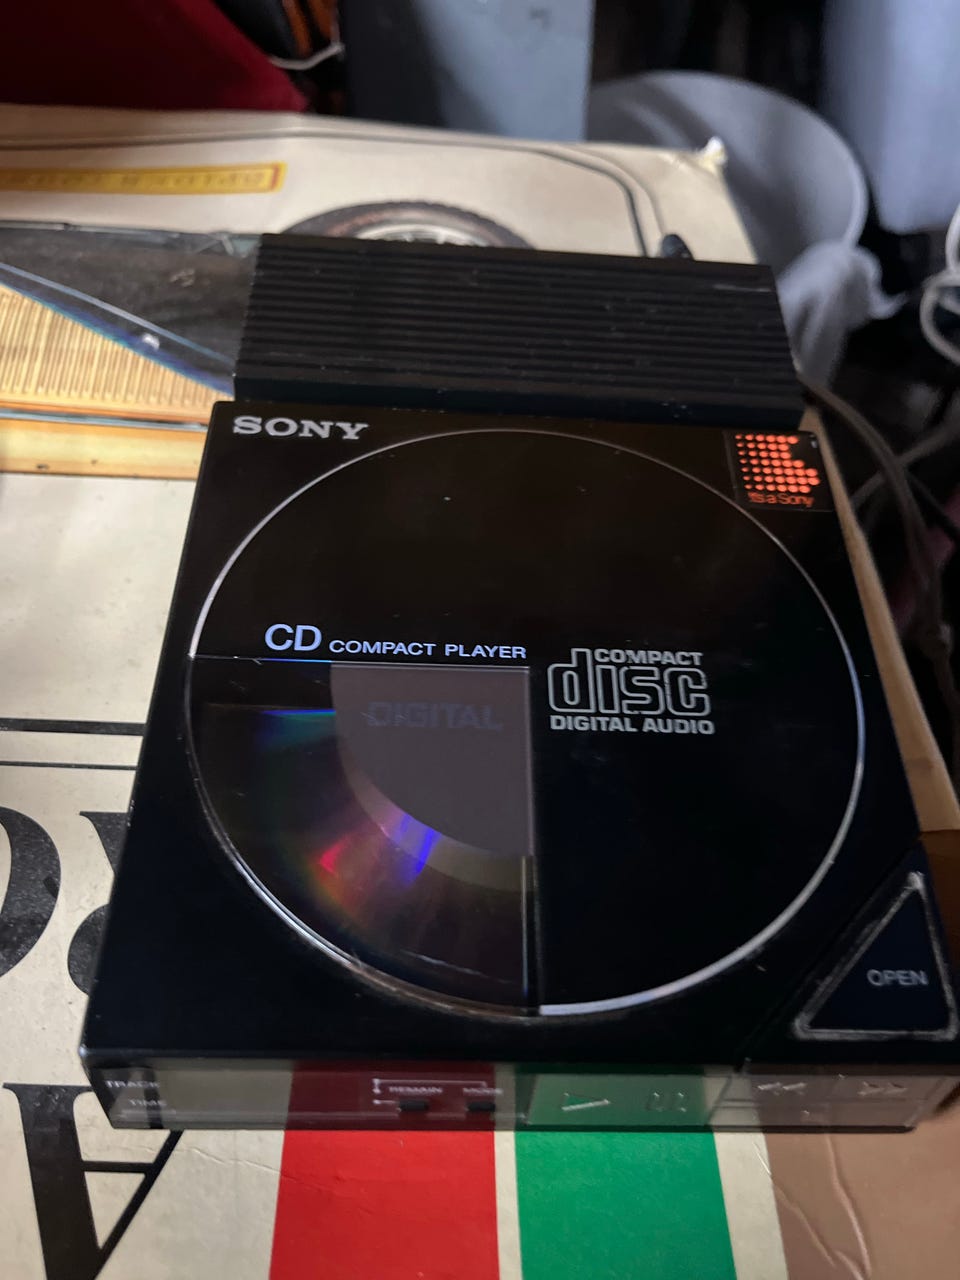 SONY
It's a Sony
CD COMPACT PLAYER
COMPACT
disc
DIGITAL AUDIO
DIGITAL
OPEN
TRACK
TIME
REMAIN
MODE